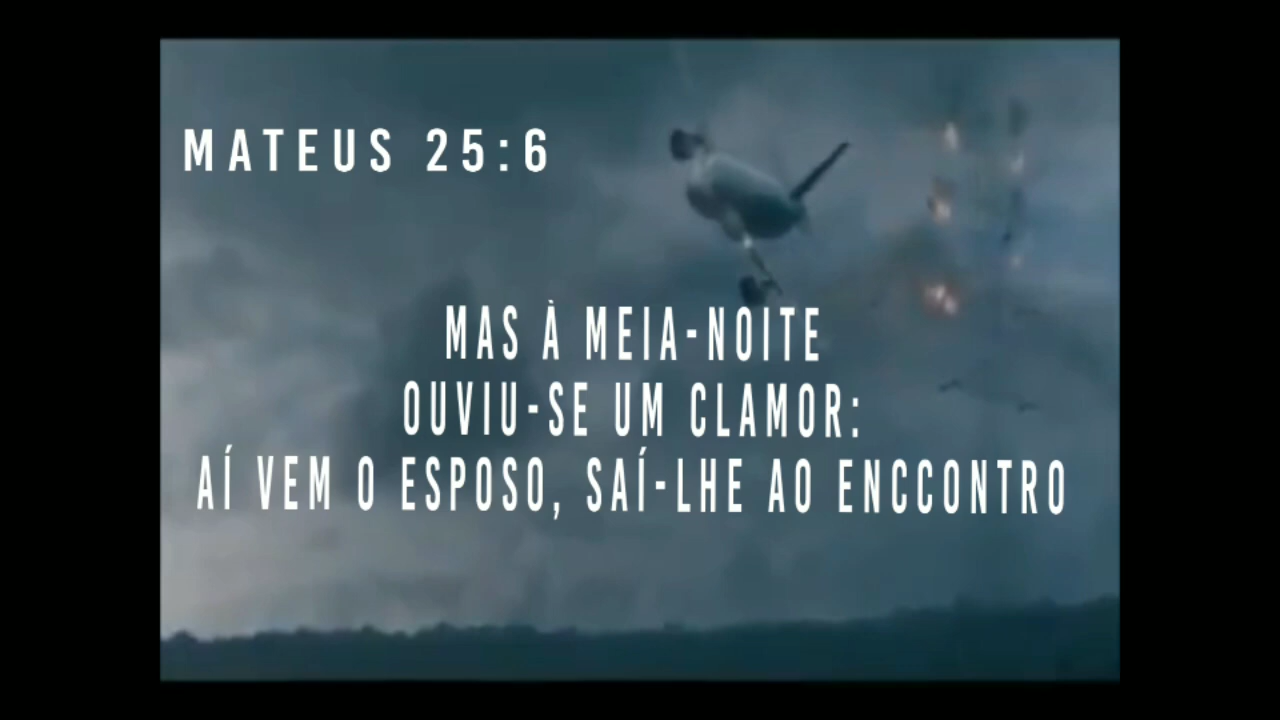 MATEUS 25:6
MAS À MEIA-NOITE
OUVIU-SE UM CLAMOR:
AÍ VEM O ESPOSO, SAÍ-LHE AO ENCCONTRO